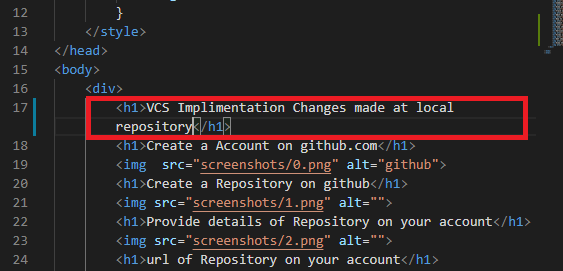 12 }
13 </style>
14 </head>
15 <body>
16 <div>
17 <h1>VCS Implimentation Changes made at local
repository</h1>
18 <h1>Create a Account on github.com</h1>
19 <img  src="screenshots/0.png" alt="github">
20 <h1>Create a Repository on github</h1>
21 <img src="screenshots/1.png" alt="">
22 <h1>Provide details of Repository on your account</h1>
23 <img src="screenshots/2.png" alt="">
24 <h1>url of Repository on your account</h1>